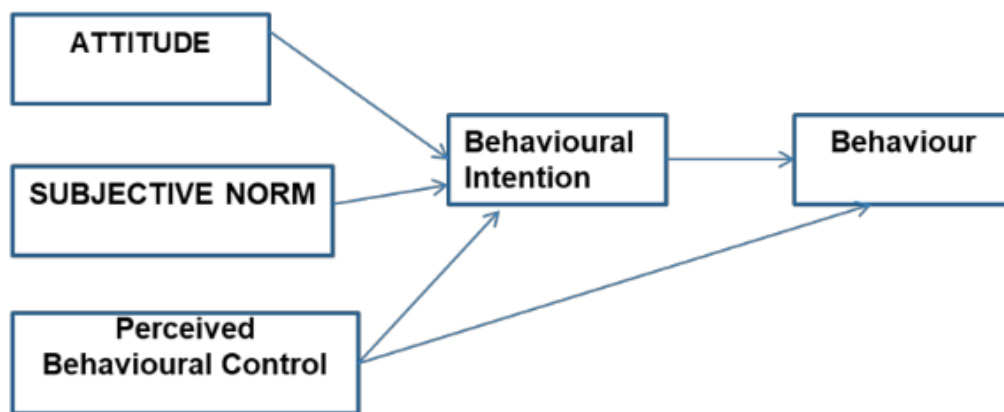 ATTITUDE
SUBJECTIVE NORM
Perceived
Behavioural Control
Behavioural
Intention
Behaviour